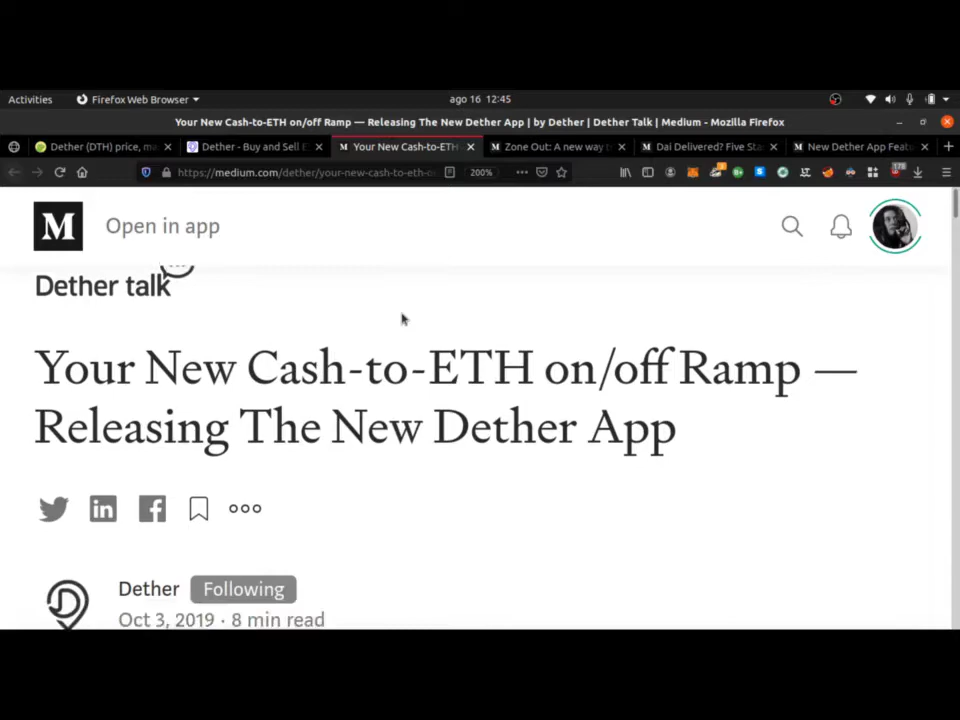 Activities Firefox Web Browser ago 16 12:45
Your New Cash-to-ETH on/off Ramp — Releasing The New Dether App | by Dether | Dether Talk | Medium - Mozilla Firefox
Dether (DTH) price, ma Dether - Buy and Sell E Your New Cash-to-ETH Zone Out: A new way t Dai Delivered? Five Sta New Dether App Featu
https://medium.com/dether/your-new-cash-to-eth-o 200%
M Open in app
Dether talk
Your New Cash-to-ETH on/off Ramp —
Releasing The New Dether App
Dether Following
Oct 3, 2019 · 8 min read